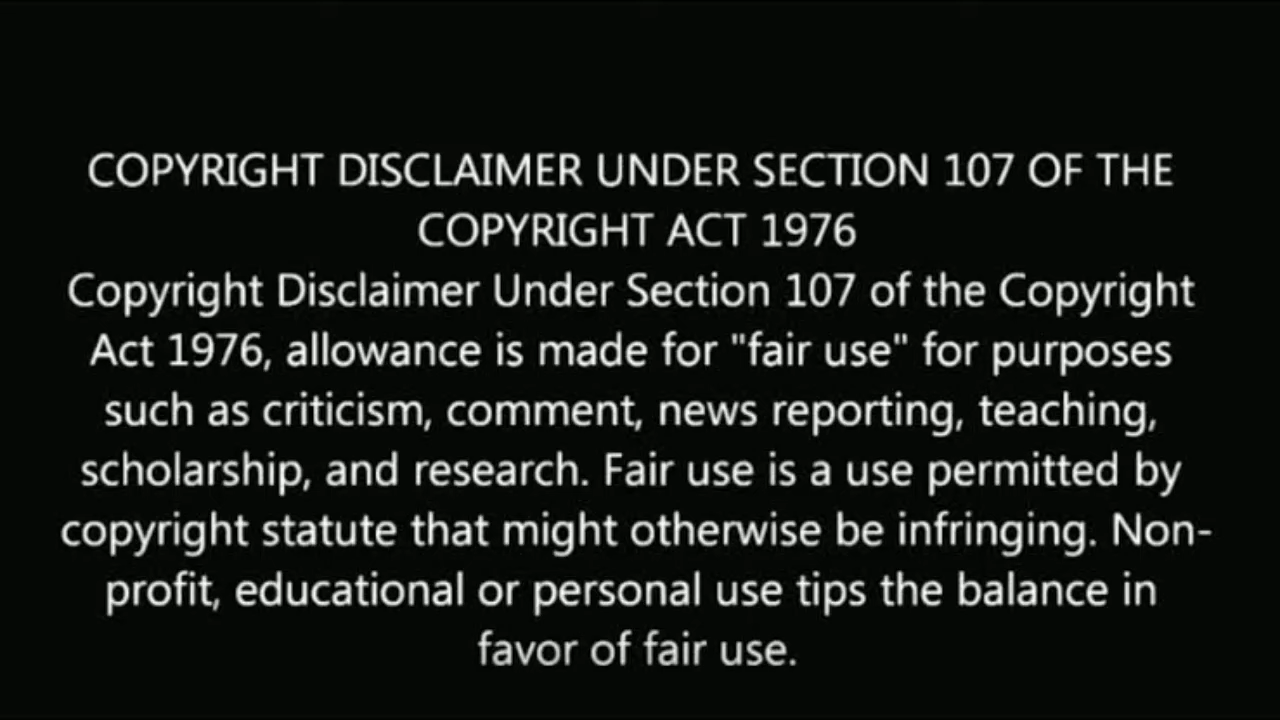 COPYRIGHT DISCLAIMER UNDER SECTION 107 OF THE
COPYRIGHT ACT 1976
Copyright Disclaimer Under Section 107 of the Copyright
Act 1976, allowance is made for "fair use" for purposes
such as criticism, comment, news reporting, teaching,
scholarship, and research. Fair use is a use permitted by
copyright statute that might otherwise be infringing. Non-
profit, educational or personal use tips the balance in
favor of fair use.